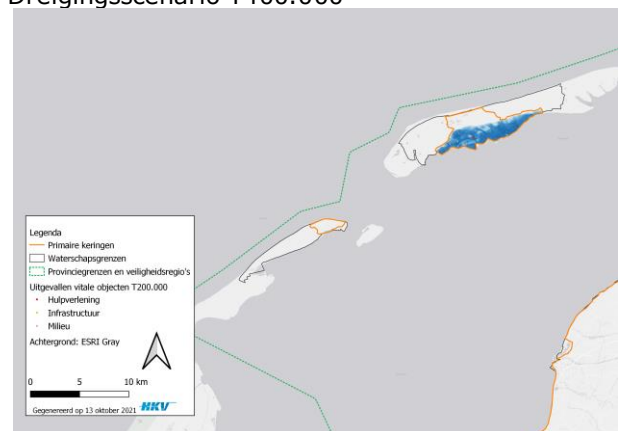 Dreigingsscenario T100.000
Legenda
Primaire keringen
Waterschapsgrenzen
Provinciegrenzen en veiligheidsregio's
Uitgevallen vitale objecten T200.000
Hulpverlening
Infrastructuur
Milieu
Achtergrond: ESRI Gray
0 5 10 km
Gegenereerd op 13 oktober 2021 HKV